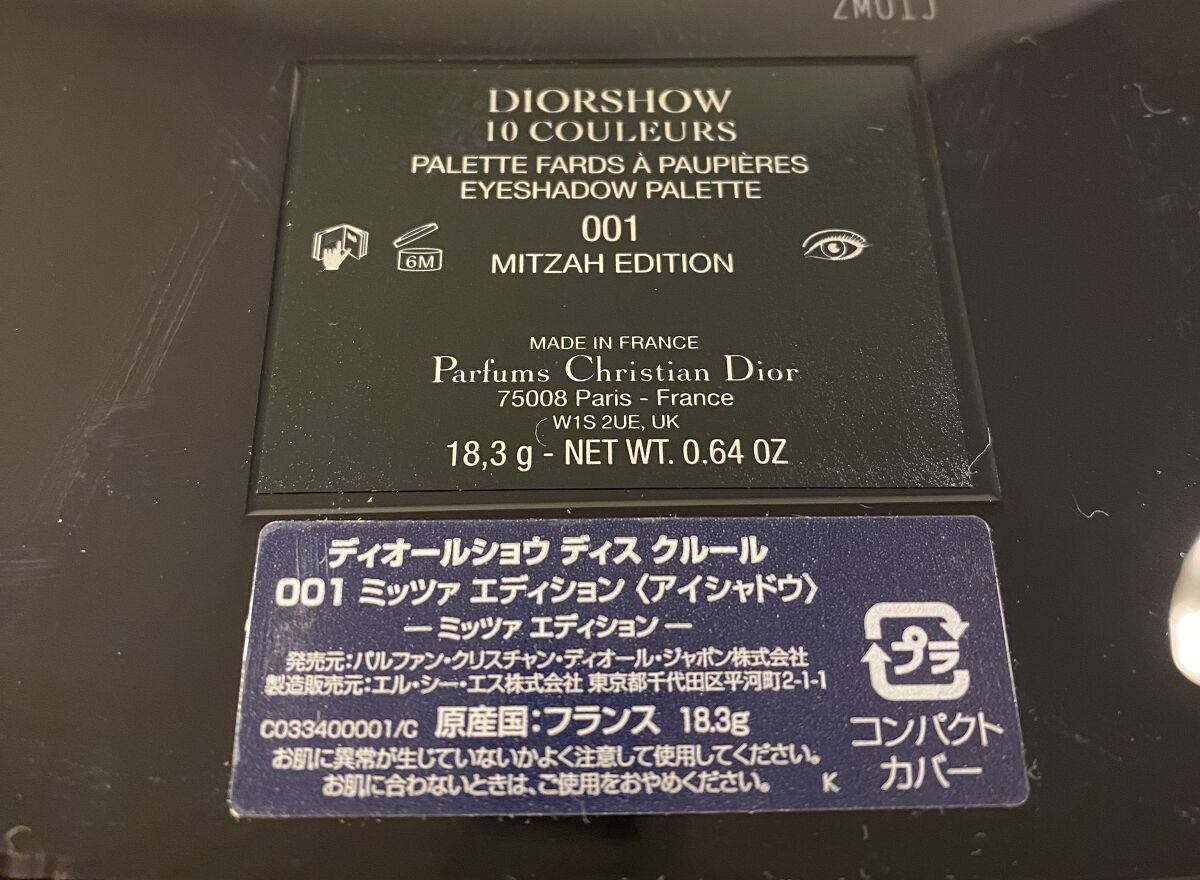 2M01J
DIORSHOW
10 COULEURS
PALETTE FARDS À PAUPIÈRES
EYESHADOW PALETTE
001
6M
MITZAH EDITION
MADE IN FRANCE
Parfums Christian Dior
75008 Paris - France
W1S 2UE, UK
18,3 g - NET WT. 0.64 OZ
ディオールショウ ディス クルール
001 ミッツァ エディション〈アイシャドウ〉
ー ミッツァ エディション ー
発売元:パルファン・クリスチャン・ディオール・ジャポン株式会社
製造販売元:エル・シー・エス株式会社 東京都千代田区平河町2-1-1
C033400001/C 原産国:フランス 18.3g
お肌に異常が生じていないかよく注意して使用してください。
お肌に合わないときは、ご使用をおやめください。 K
プラ
コンパクト
カバー